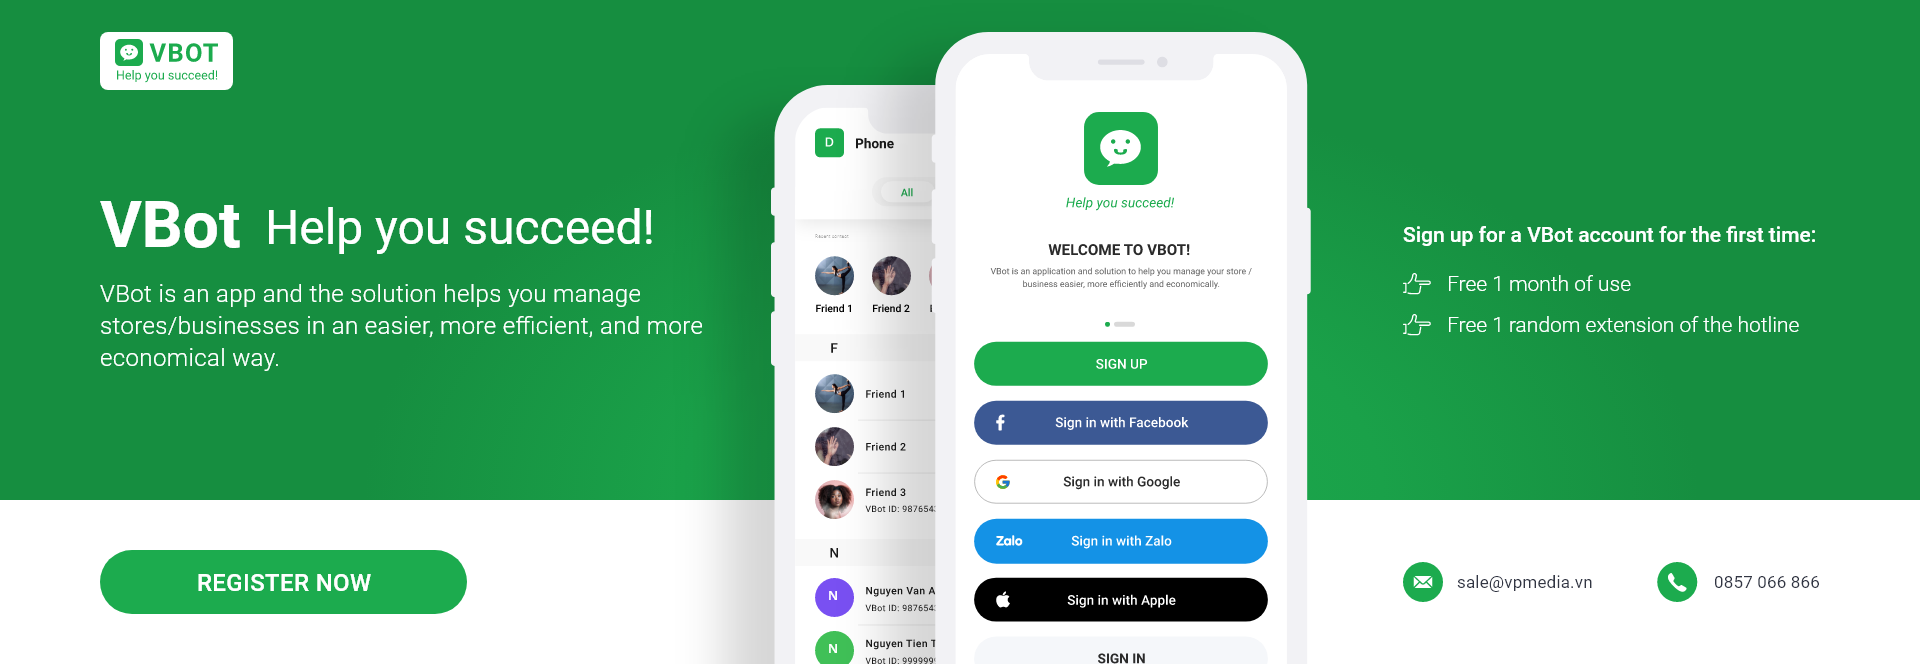 VBOT
Help you succeed!
VBot Help you succeed!
VBot is an app and the solution helps you manage
stores/businesses in an easier, more efficient, and more
economical way.
REGISTER NOW
D
Phone
All
Recent contact
Friend 1
Friend 2
F
Friend 1
Friend 2
Friend 3
VBot ID: 987654
N
N
Nguyen Van A
VBot ID: 987654
N
Nguyen Tien T
VBot ID: 9999999
Help you succeed!
WELCOME TO VBOT!
VBot is an application and solution to help you manage your store /
business easier, more efficiently and economically.
SIGN UP
Sign in with Facebook
Sign in with Google
Zalo Sign in with Zalo
Sign in with Apple
SIGN IN
Sign up for a VBot account for the first time:
Free 1 month of use
Free 1 random extension of the hotline
sale@vpmedia.vn
0857 066 866